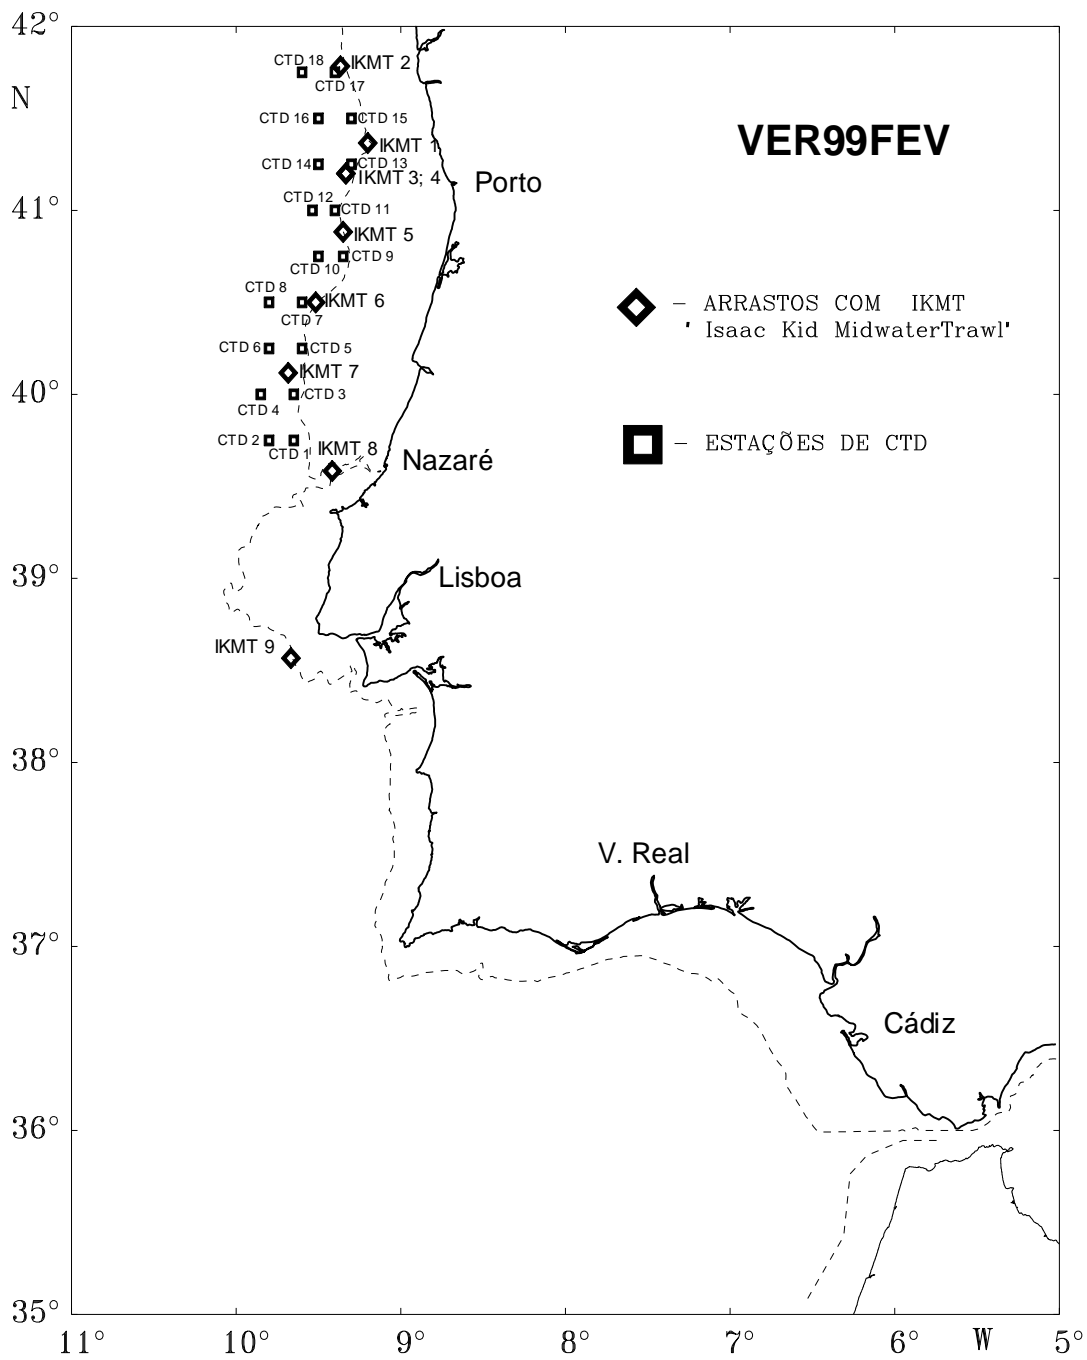 42°
CTD 18
IKMT 2
CTD 17
N
CTD 16
CTD 15
VER99FEV
IKMT 1
CTD 14
CTD 13
IKMT 3; 4
Porto
CTD 12
41°
CTD 11
IKMT 5
CTD 10
CTD 9
CTD 8
IKMT 6
- ARRASTOS COM IKMT
' Isaac Kid MidwaterTrawl'
CTD 7
CTD 6
CTD 5
IKMT 7
40°
CTD 3
CTD 4
CTD 2
CTD 1
IKMT 8
- ESTAÇÕES DE CTD
Nazaré
39°
Lisboa
IKMT 9
38°
V. Real
37°
Cádiz
36°
35°
11°
10°
9°
8°
7°
6°
W
5°